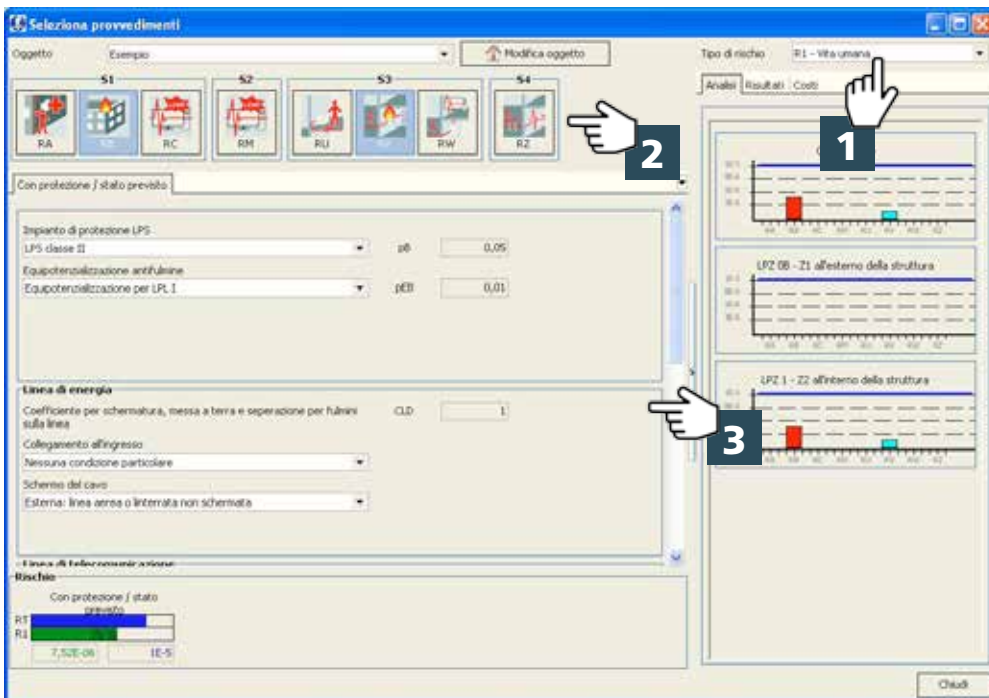 Seleziona provvedimenti
Oggetto Esempio Modifica oggetto Tipo di rischio R1 - Vita umana
S1 S2 S3 S4
Analisi Risultati Costi
RA RC RM RU RW RZ
1
2
Con protezione / stato previsto
Impianto di protezione LPS
LPS classe II pB 0,05
Equipotenzializzazione antifulmine
Equipotenzializzazione per LPL I pEB 0,01
LPZ 0B - Z1 all'esterno della struttura
Linea di energia
Coefficiente per schermatura, messa a terra e seperazione per fulmini CLD 1
sulla linea
Collegamento all'ingresso
Nessuna condizione particolare
Schermo del cavo
Esterna: linea aerea o linterrata non schermata
3
LPZ 1 - Z2 all'interno della struttura
Linea di telecomunicazione
Rischio
Con protezione / stato
previsto
RT
R1
7,52E-06 1E-5
Chiudi